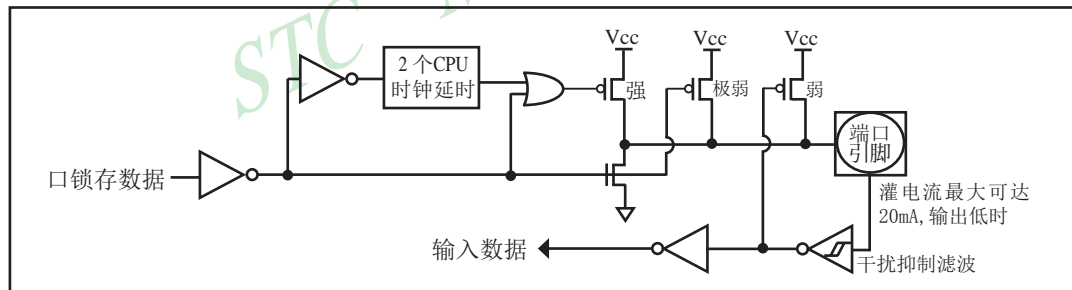 STC
Vcc
Vcc
Vcc
2 个CPU
时钟延时
强
极弱
弱
端口
引脚
口锁存数据
灌电流最大可达
20mA,输出低时
输入数据
干扰抑制滤波